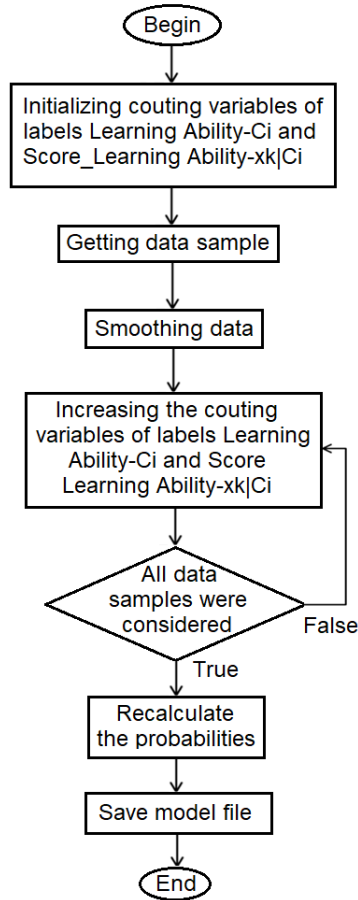 Begin
Initializing couting variables of
labels Learning Ability-Ci and
Score_Learning Ability-xk|Ci
Getting data sample
Smoothing data
Increasing the couting
variables of labels Learning
Ability-Ci and Score
Learning Ability-xk|Ci
All data
samples were
considered
False
True
Recalculate
the probabilities
Save model file
End